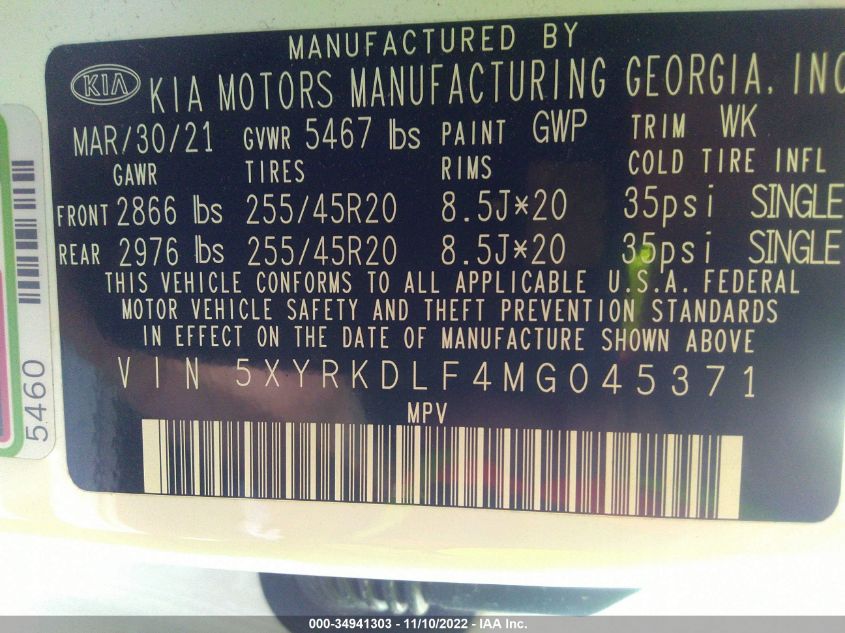 MANUFACTURED BY
KIA KIA MOTORS MANUFACTURING GEORGIA, INC
MAR/30/21 GVWR 5467 lbs PAINT GWP TRIM WK
GAWR TIRES RIMS COLD TIRE INFL
FRONT 2866 lbs 255/45R20 8.5J×20 35psi SINGLE
REAR 2976 lbs 255/45R20 8.5J×20 35psi SINGLE
THIS VEHICLE CONFORMS TO ALL APPLICABLE U.S.A. FEDERAL
MOTOR VEHICLE SAFETY AND THEFT PREVENTION STANDARDS
IN EFFECT ON THE DATE OF MANUFACTURE SHOWN ABOVE
VIN 5XYRKDLF4MG045371
MPV
5460
000-34941303 - 11/10/2022 - IAA Inc.